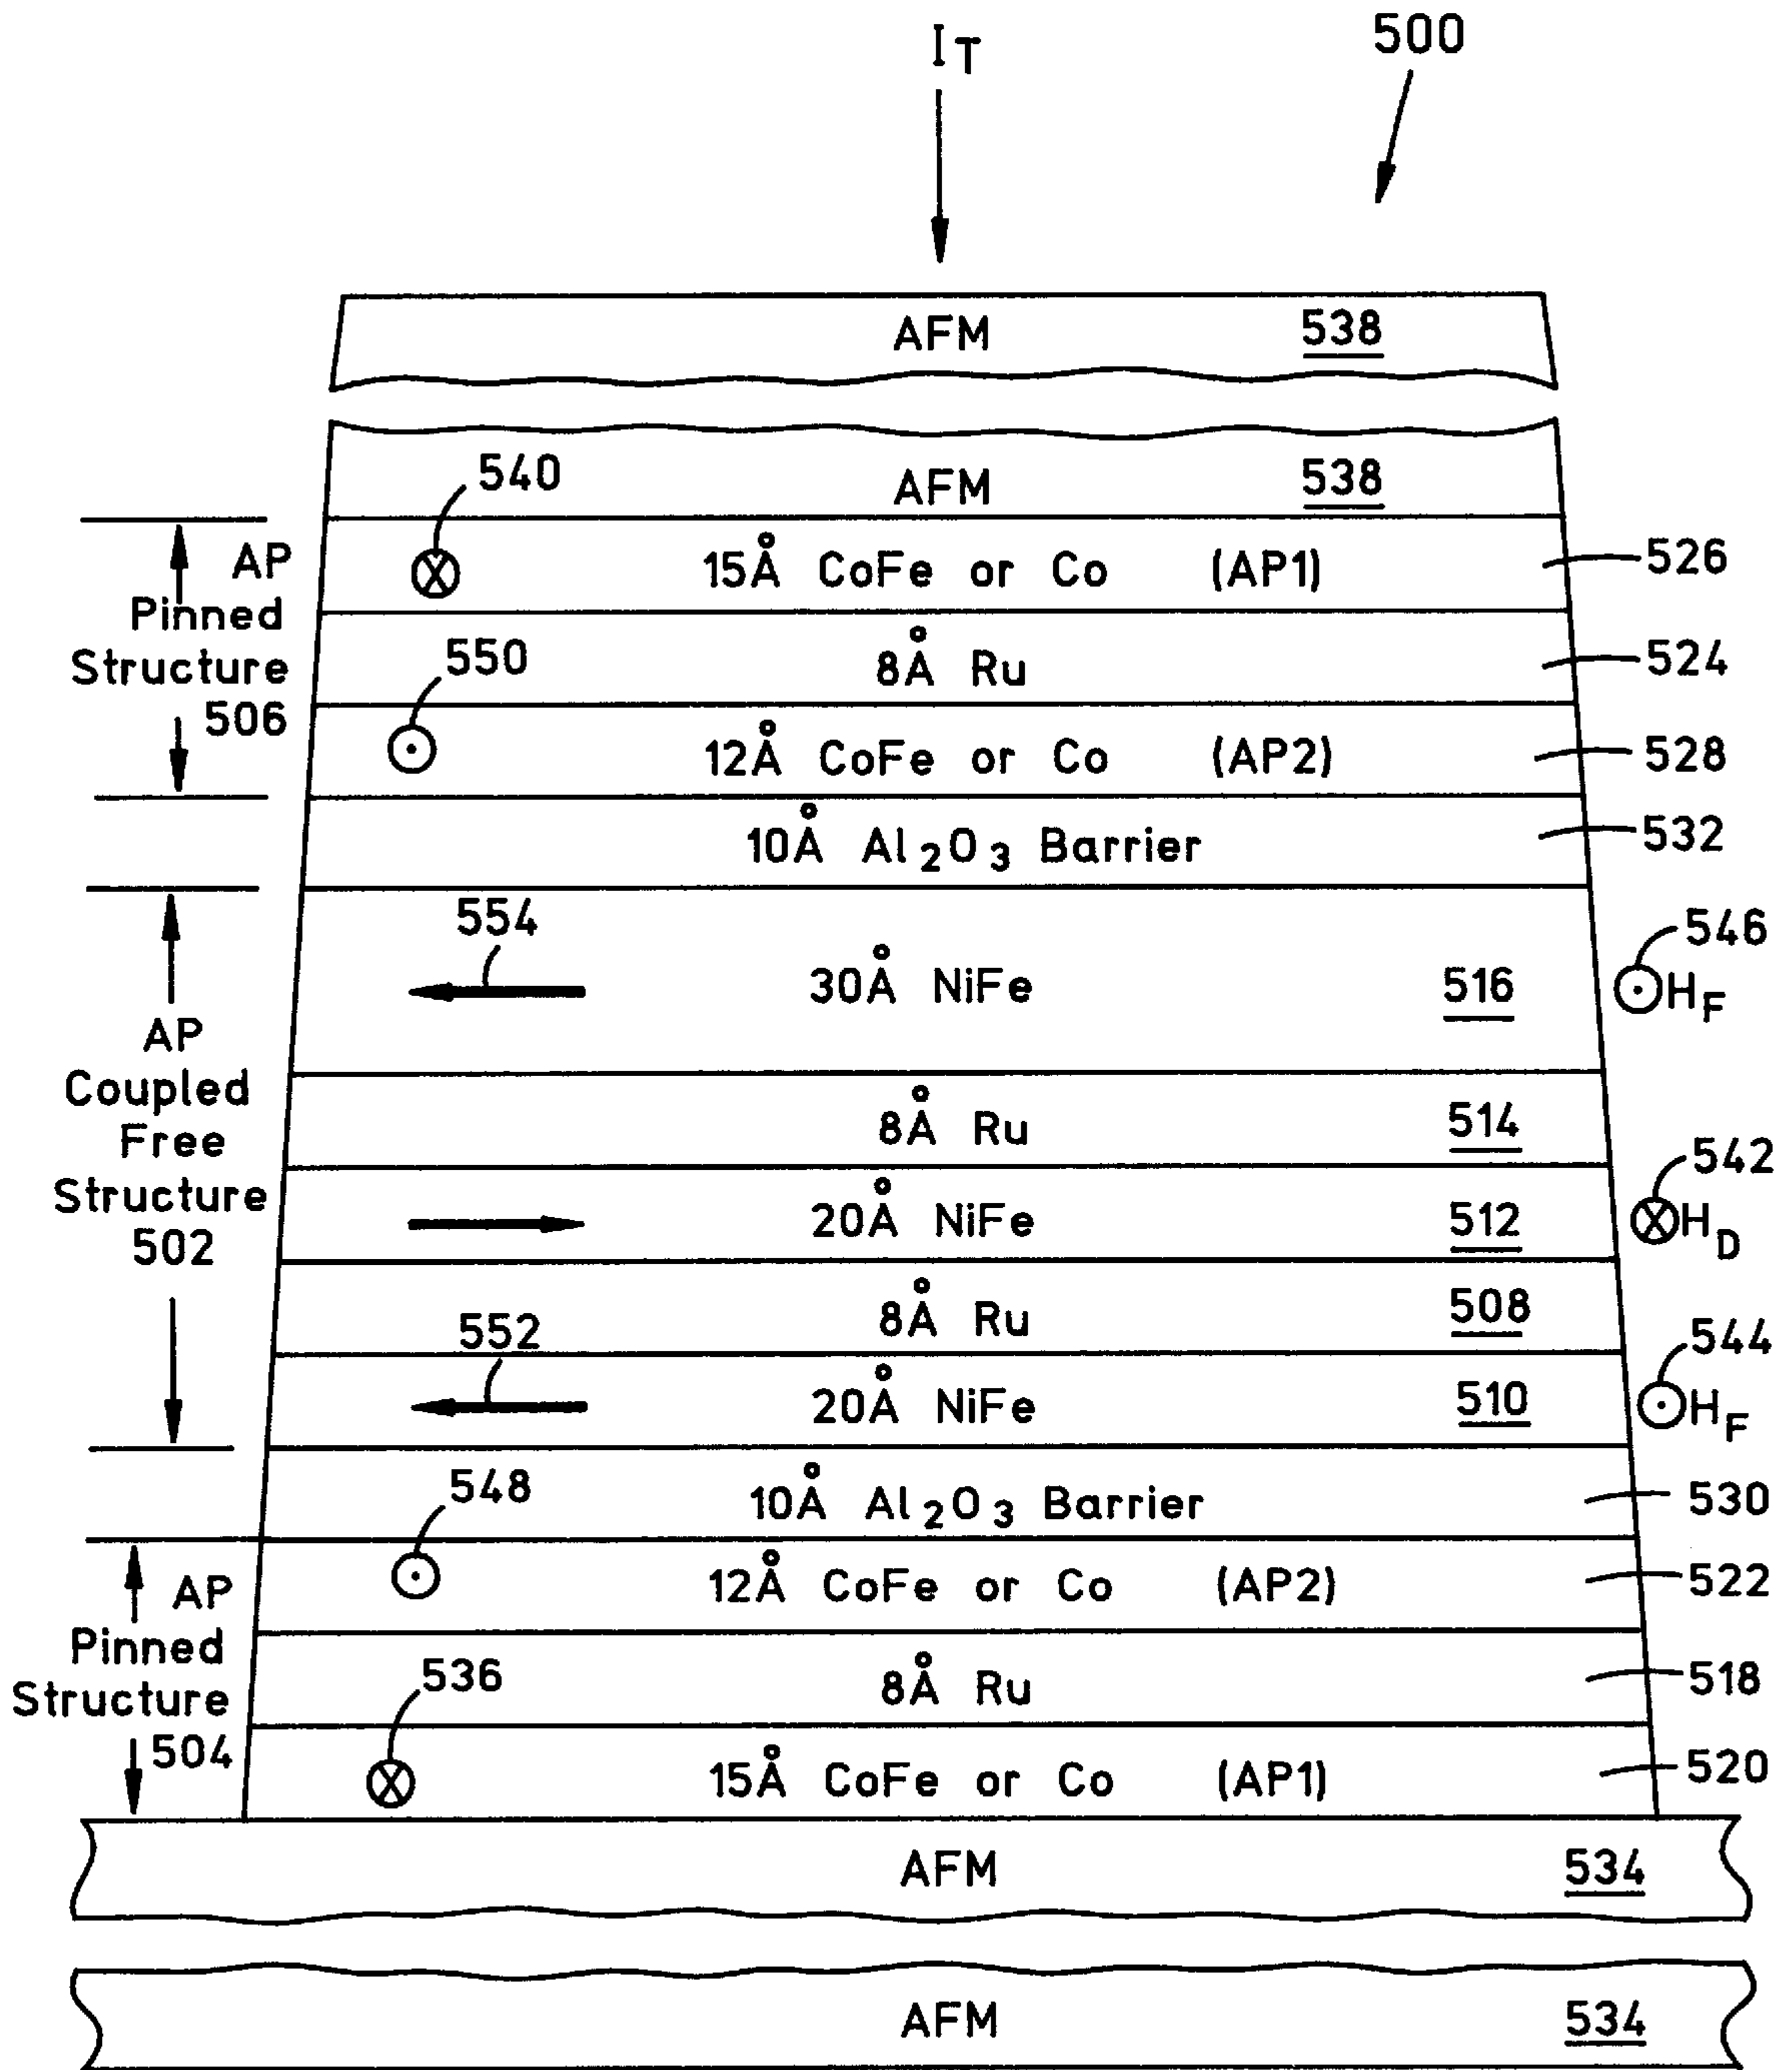 500
I_T
AFM 538
AFM 538
540
AP Pinned Structure 506
15Å CoFe or Co (AP1) 526
8Å Ru 524
550
12Å CoFe or Co (AP2) 528
10Å Al₂O₃ Barrier 532
AP Coupled Free Structure 502
554
30Å NiFe 516
546
H_F
8Å Ru 514
542
20Å NiFe 512
H_D
8Å Ru 508
552
544
20Å NiFe 510
H_F
548
10Å Al₂O₃ Barrier 530
AP Pinned Structure 504
12Å CoFe or Co (AP2) 522
536
8Å Ru 518
15Å CoFe or Co (AP1) 520
AFM 534
AFM 534